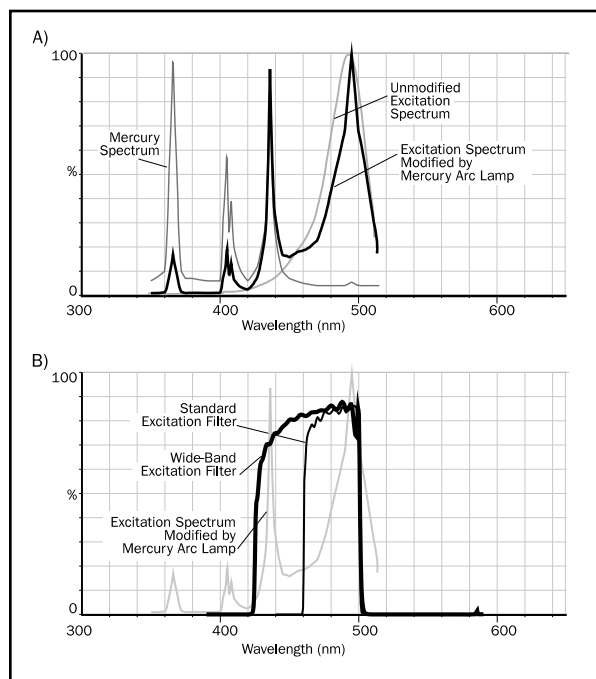 A)
100
%
0
Mercury
Spectrum
Unmodified
Excitation
Spectrum
Excitation Spectrum
Modified by
Mercury Arc Lamp
300 400 500 600
Wavelength (nm)
B)
100
%
0
Standard
Excitation Filter
Wide-Band
Excitation Filter
Excitation Spectrum
Modified by
Mercury Arc Lamp
300 400 500 600
Wavelength (nm)